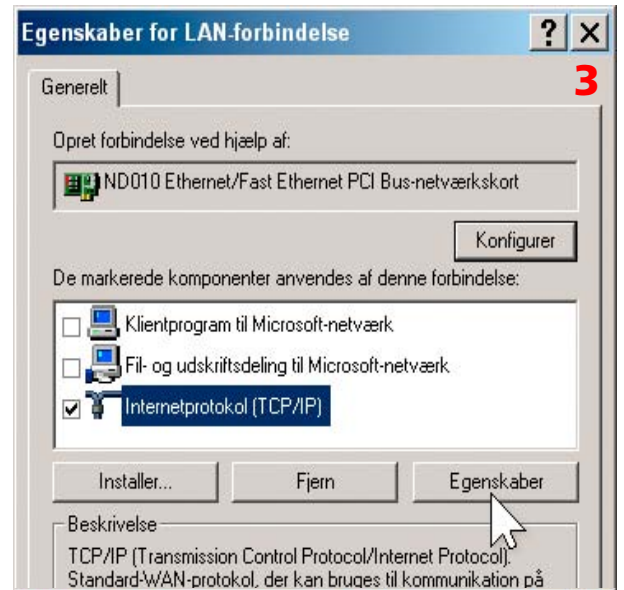 Egenskaber for LAN-forbindelse
3
Generelt
Opret forbindelse ved hjælp af:
ND010 Ethernet/Fast Ethernet PCI Bus-netværkskort
Konfigurer
De markerede komponenter anvendes af denne forbindelse:
Klientprogram til Microsoft-netværk
Fil- og udskriftsdeling til Microsoft-netværk
Internetprotokol (TCP/IP)
Installer... Fjern Egenskaber
Beskrivelse
TCP/IP (Transmission Control Protocol/Internet Protocol).
Standard-WAN-protokol, der kan bruges til kommunikation på